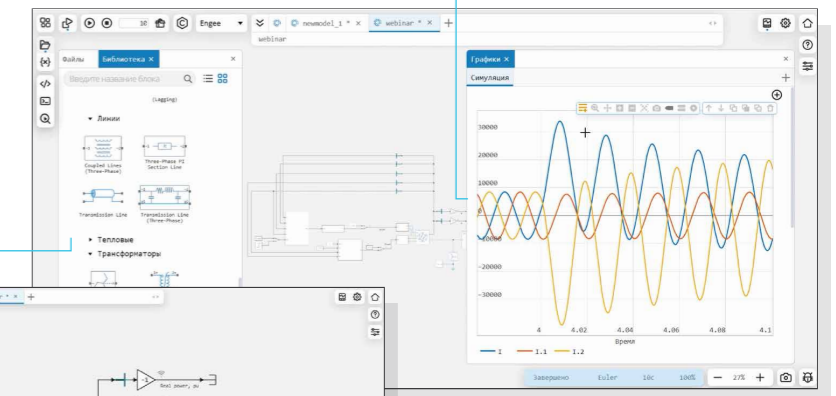 Engee
newmodel_1 * ×
webinar * ×
webinar
Файлы
Библиотека ×
Введите название блока
(Lagging)
Линии
Coupled Lines
(Three-Phase)
Three-Phase PI
Section Line
Transmission Line
Transmission Line
(Three-Phase)
Тепловые
Трансформаторы
Графики ×
Симуляция
30000
20000
10000
0
-10000
-20000
-30000
4
4.02
4.04
4.06
4.08
4.1
Время
I
I.1
I.2
Завершено
Euler
10с
100%
27%
-1
Real power, pu